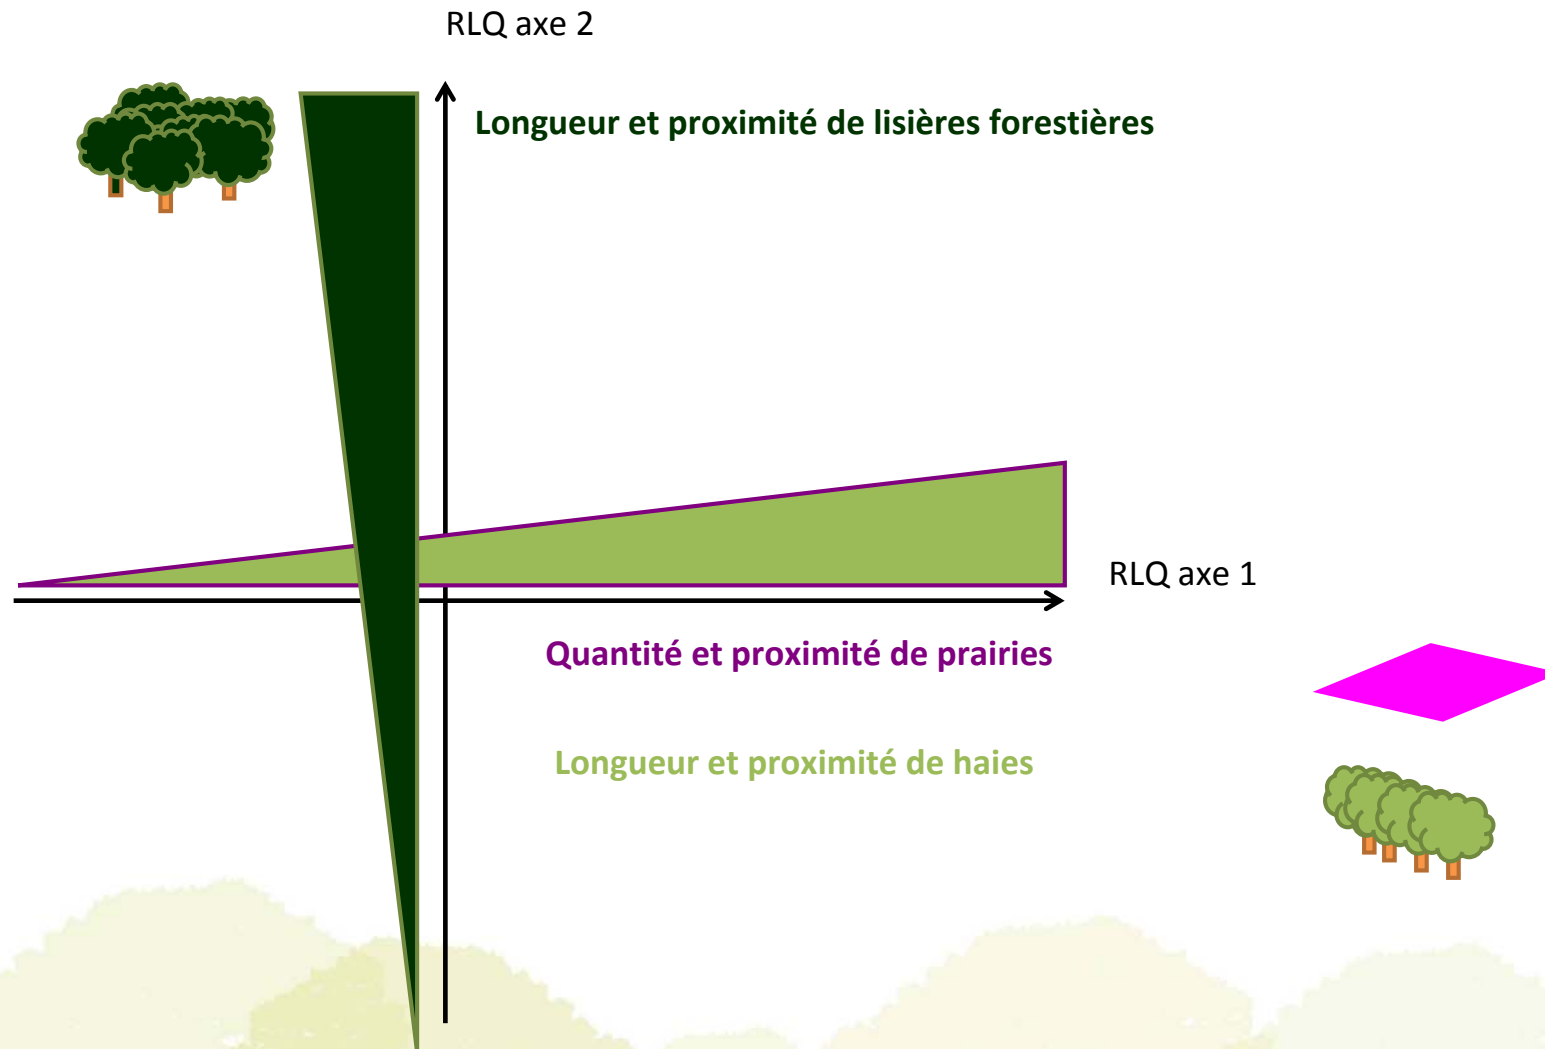 RLQ axe 2
Longueur et proximité de lisières forestières
RLQ axe 1
Quantité et proximité de prairies
Longueur et proximité de haies